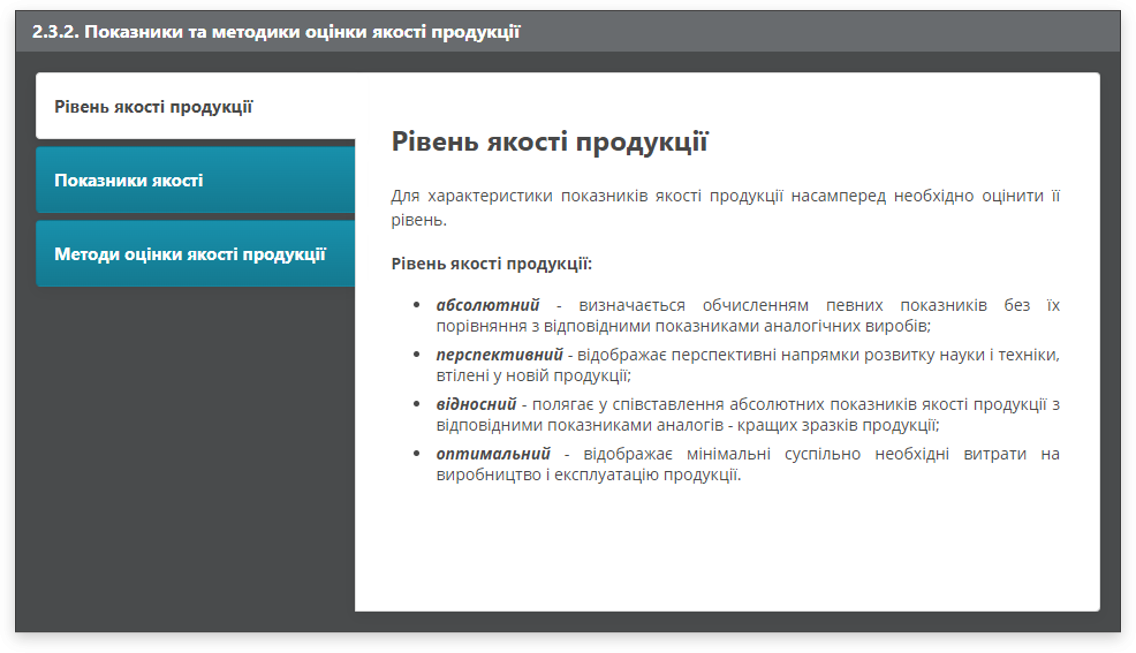 2.3.2. Показники та методики оцінки якості продукції
Рівень якості продукції
Показники якості
Методи оцінки якості продукції
Рівень якості продукції
Для характеристики показників якості продукції насамперед необхідно оцінити її
рівень.
Рівень якості продукції:
• абсолютний - визначається обчисленням певних показників без їх
порівняння з відповідними показниками аналогічних виробів;
• перспективний - відображає перспективні напрямки розвитку науки і техніки,
втілені у новій продукції;
• відносний - полягає у співставлення абсолютних показників якості продукції з
відповідними показниками аналогів - кращих зразків продукції;
• оптимальний - відображає мінімальні суспільно необхідні витрати на
виробництво і експлуатацію продукції.